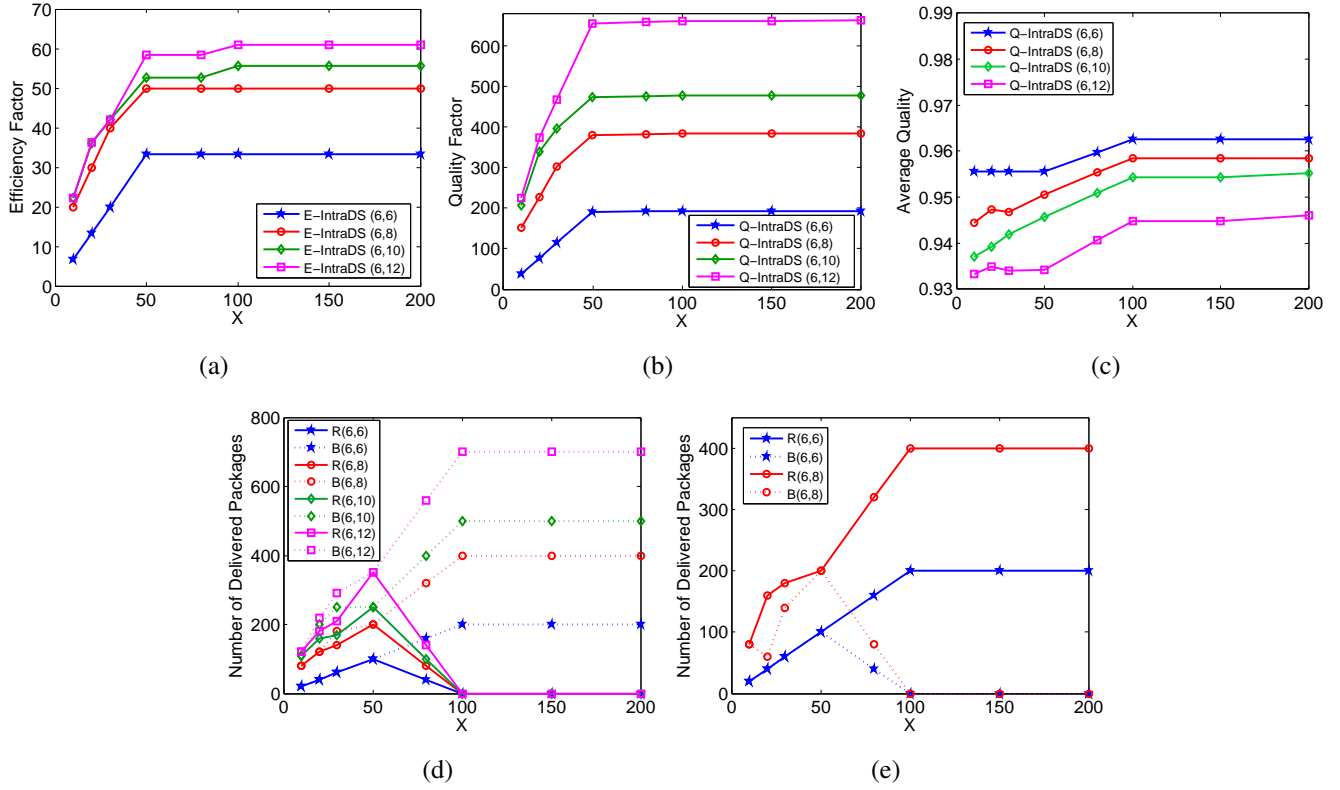 70
60
50
40
30
20
10
0
0 50 100 150 200
Efficiency Factor
X
E−IntraDS (6,6)
E−IntraDS (6,8)
E−IntraDS (6,10)
E−IntraDS (6,12)
(a)
600
500
400
300
200
100
0
0 50 100 150 200
Quality Factor
X
Q−IntraDS (6,6)
Q−IntraDS (6,8)
Q−IntraDS (6,10)
Q−IntraDS (6,12)
(b)
0.99
0.98
0.97
0.96
0.95
0.94
0.93
0 50 100 150 200
Average Quality
X
Q−IntraDS (6,6)
Q−IntraDS (6,8)
Q−IntraDS (6,10)
Q−IntraDS (6,12)
(c)
800
600
400
200
0
0 50 100 150 200
Number of Delivered Packages
X
R(6,6)
B(6,6)
R(6,8)
B(6,8)
R(6,10)
B(6,10)
R(6,12)
B(6,12)
(d)
400
300
200
100
0
0 50 100 150 200
Number of Delivered Packages
X
R(6,6)
B(6,6)
R(6,8)
B(6,8)
(e)